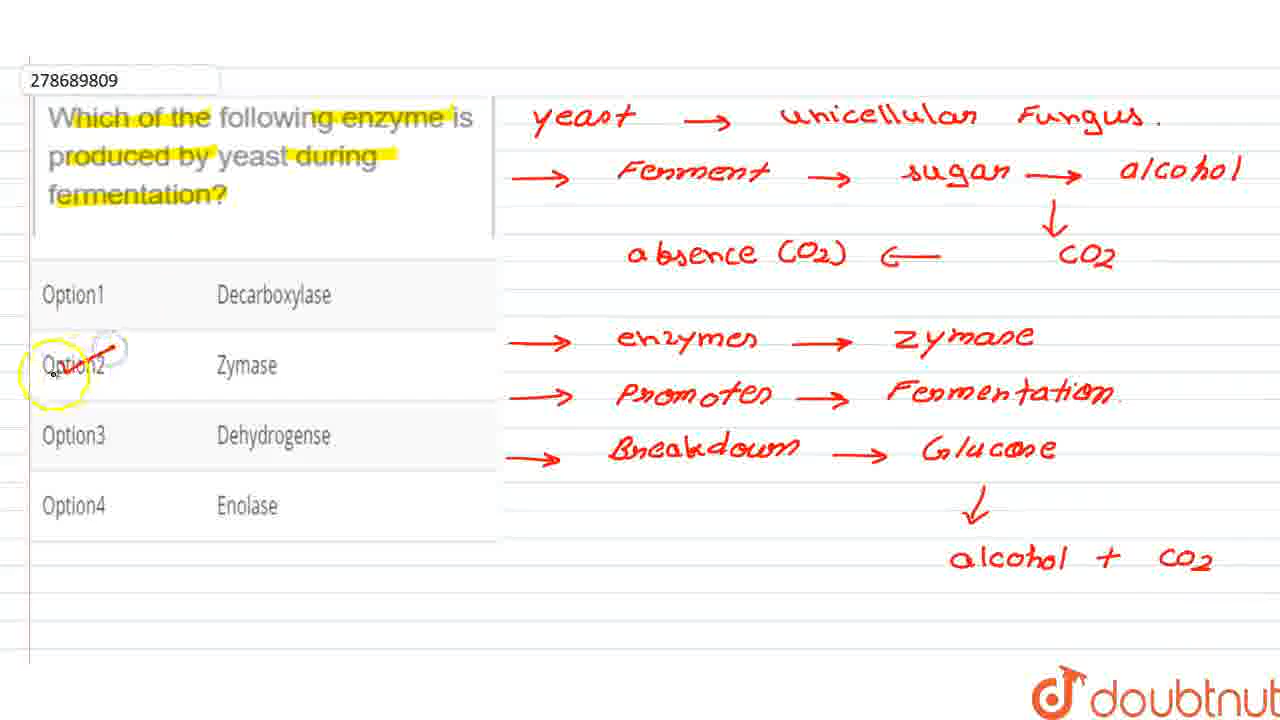 278689809
Which of the following enzyme is
produced by yeast during
fermentation?
Option1 Decarboxylase
Option2 Zymase
Option3 Dehydrogense
Option4 Enolase
yeast → unicellular Fungus.
→ Ferment → sugar → alcohol
↓
absence (O2) ← CO2
→ enzymes → zymase
→ Promotes → Fermentation.
→ Breakdown → Glucose
↓
alcohol + CO2
doubtnut